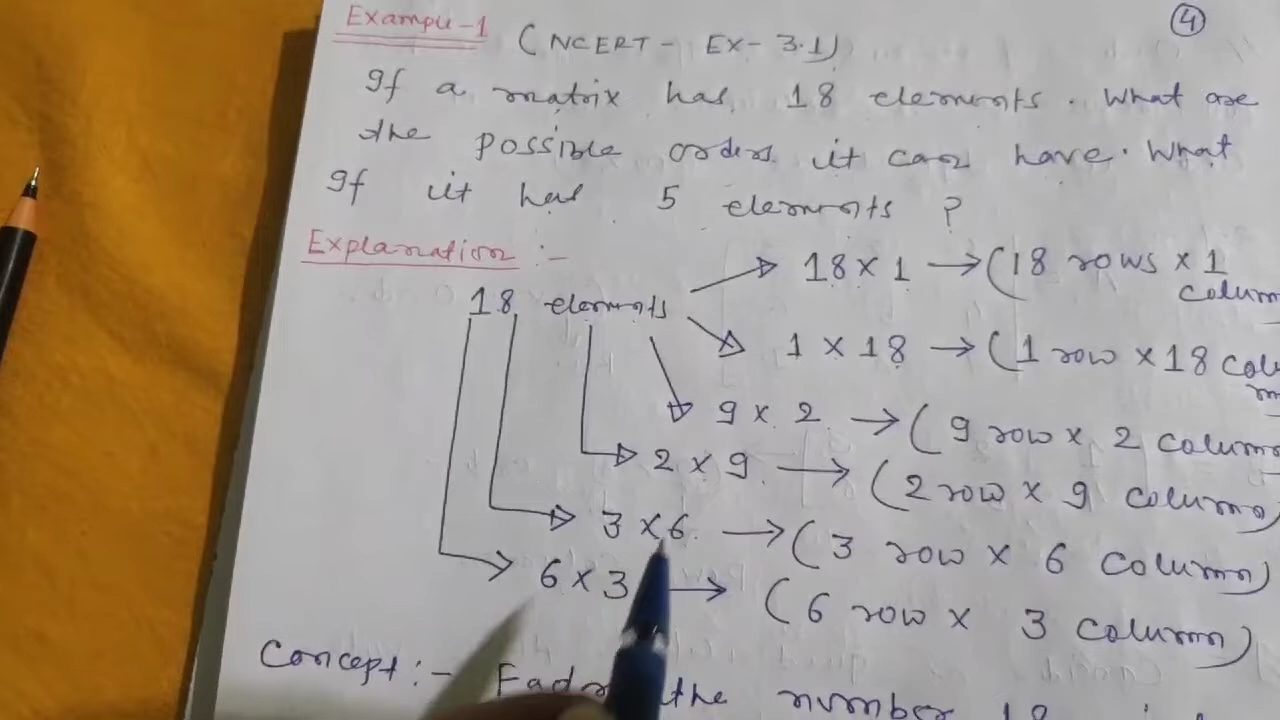 Example-1 (NCERT - EX-3.1) 4
If a matrix has 18 elements. What are
the possible orders it can have. What
If it has 5 elements ?
Explanation :-
18 × 1 → (18 rows × 1
colum
18 elements
1 × 18 → (1 row × 18 colu
m
9 × 2 → ( 9 row × 2 column
2 × 9 → (2 row × 9 column)
3 × 6 → (3 row × 6 column)
6 × 3 → (6 row × 3 column)
Concept :- the number 18